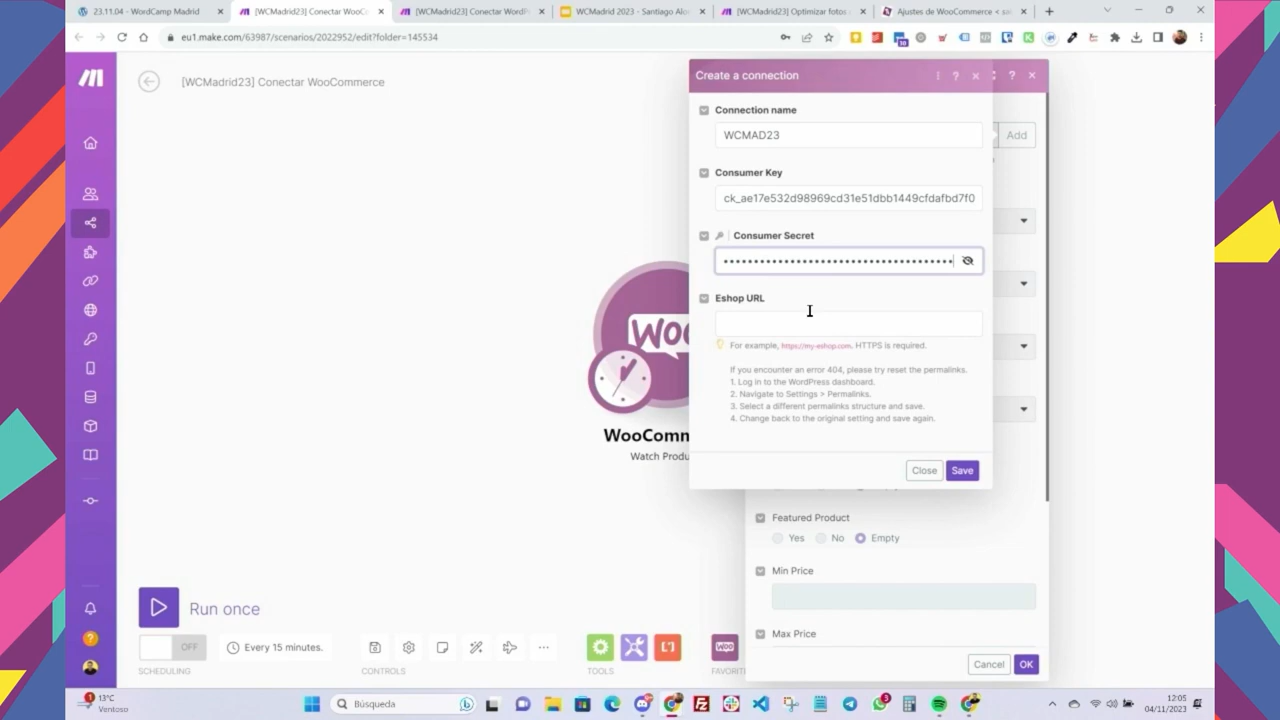 23.11.04 - WordCamp Madrid
[WCMadrid23] Conectar WooC
[WCMadrid23] Conectar WordP
WCMadrid 2023 - Santiago Alo
[WCMadrid23] Optimizar fotos
Ajustes de WooCommerce < sa
eu1.make.com/63987/scenarios/2022952/edit?folder=145534
[WCMadrid23] Conectar WooCommerce
Create a connection
Connection name
WCMAD23
Add
Consumer Key
ck_ae17e532d98969cd31e51dbb1449cfdafbd7f0
Consumer Secret
Eshop URL
For example, https://my-eshop.com. HTTPS is required.
If you encounter an error 404, please try reset the permalinks.
1. Log in to the WordPress dashboard.
2. Navigate to Settings > Permalinks.
3. Select a different permalinks structure and save.
4. Change back to the original setting and save again.
Close
Save
Woo
WooComm
Watch Produ
Featured Product
Yes
No
Empty
Min Price
Max Price
Cancel
OK
Run once
OFF
Every 15 minutes.
SCHEDULING
CONTROLS
TOOLS
FAVORIT
13°C
Ventoso
Búsqueda
12:05
04/11/2023